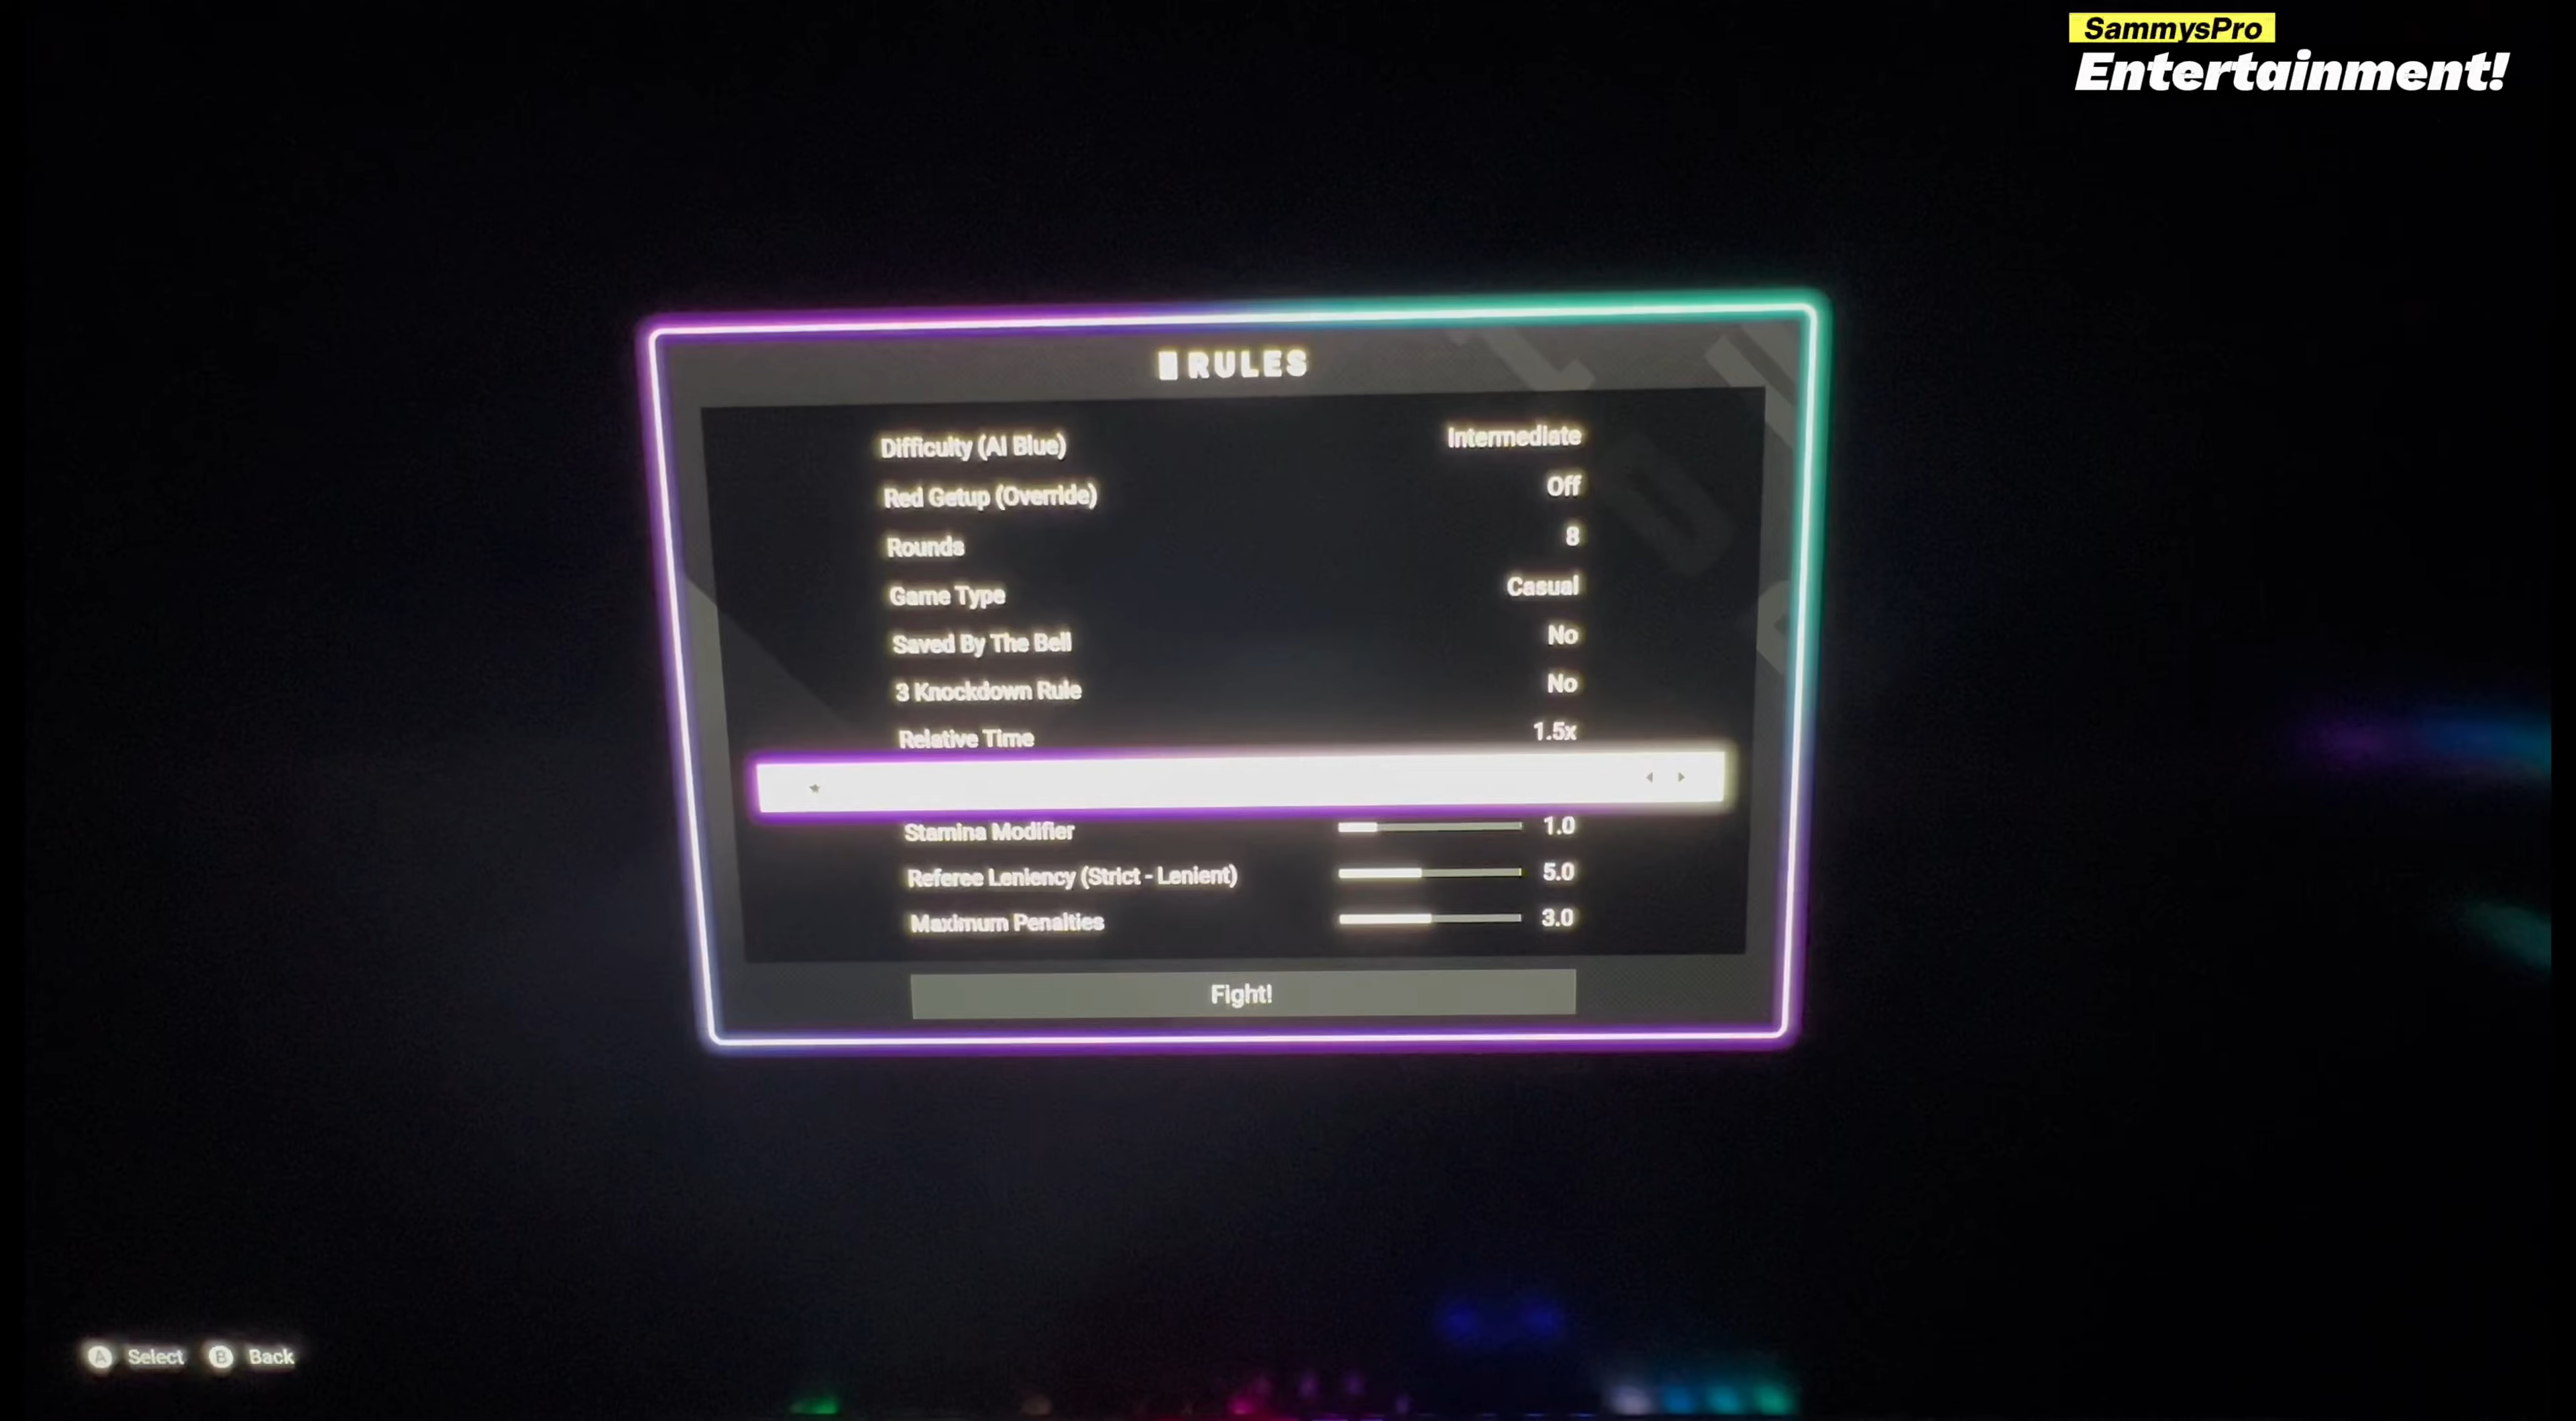 SammysPro
Entertainment!
RULES
Difficulty (AI Blue) Intermediate
Red Getup (Override) Off
Rounds 8
Game Type Casual
Saved By The Bell No
3 Knockdown Rule No
Relative Time 1.5x
Stamina Modifier 1.0
Referee Leniency (Strict - Lenient) 5.0
Maximum Penalties 3.0
Fight!
A Select B Back